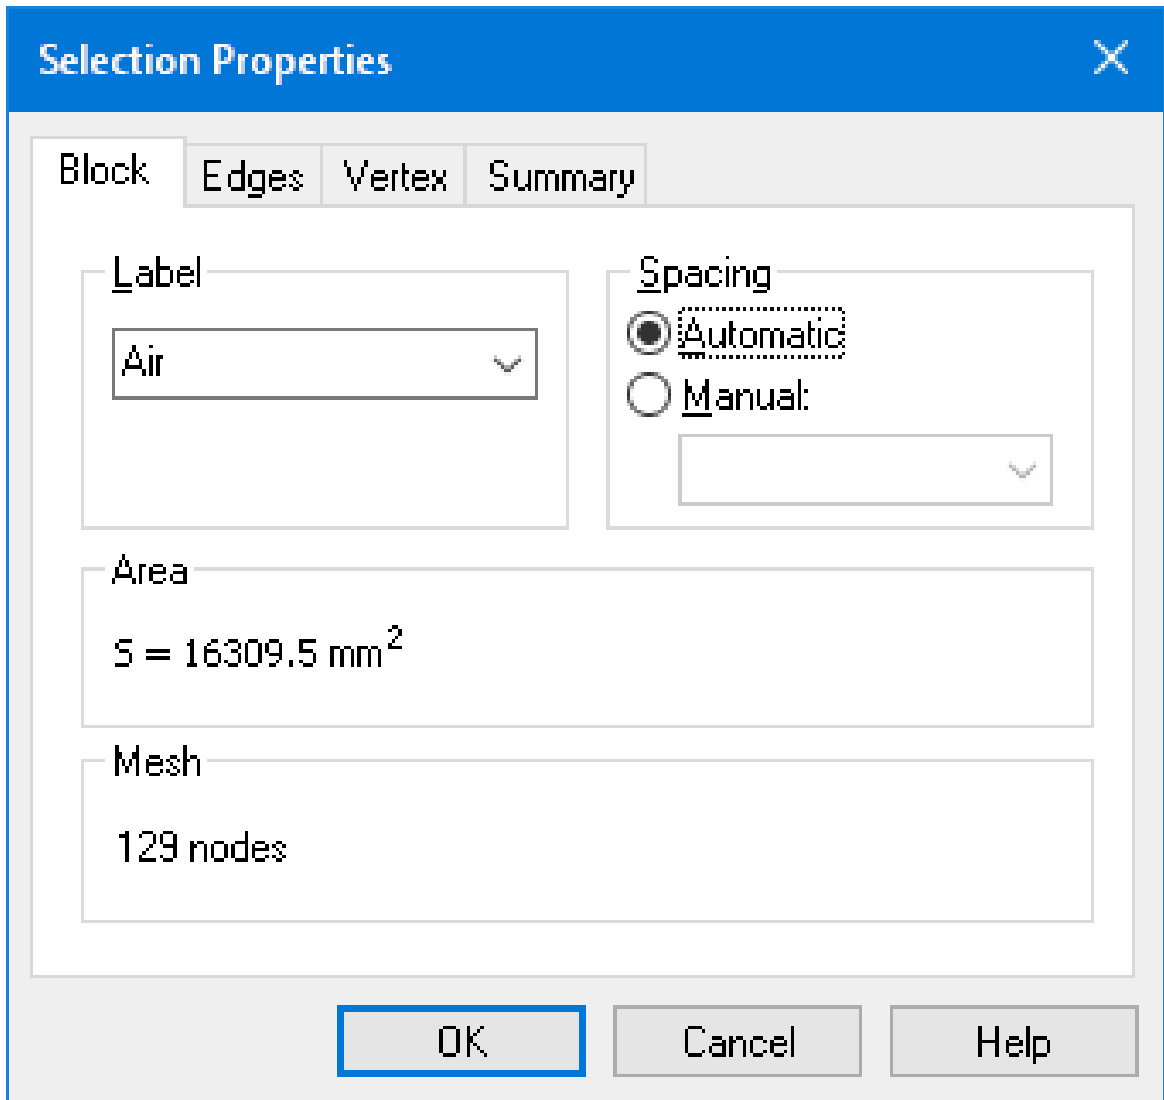 Selection Properties
Block Edges Vertex Summary
Label
Air
Spacing
Automatic
Manual:
Area
S = 16309.5 mm²
Mesh
129 nodes
OK Cancel Help